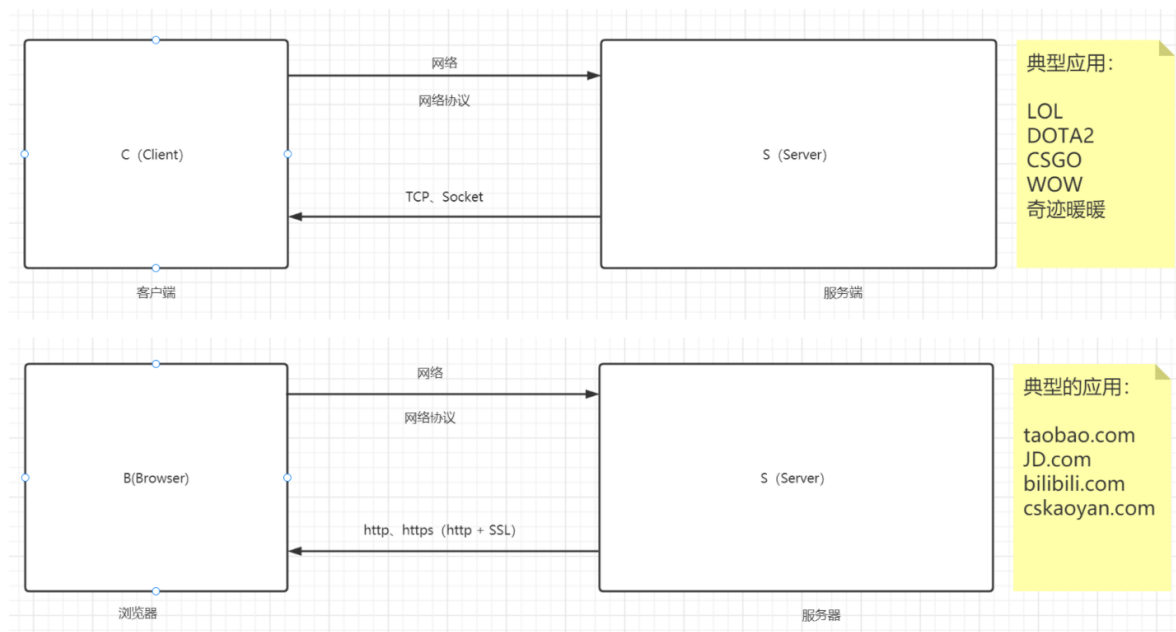 网络
网络协议
C（Client）
TCP、Socket
客户端
S（Server）
服务端
典型应用：
LOL
DOTA2
CSGO
WOW
奇迹暖暖
网络
网络协议
B(Browser)
http、https（http + SSL）
浏览器
S（Server）
服务器
典型的应用：
taobao.com
JD.com
bilibili.com
cskaoyan.com